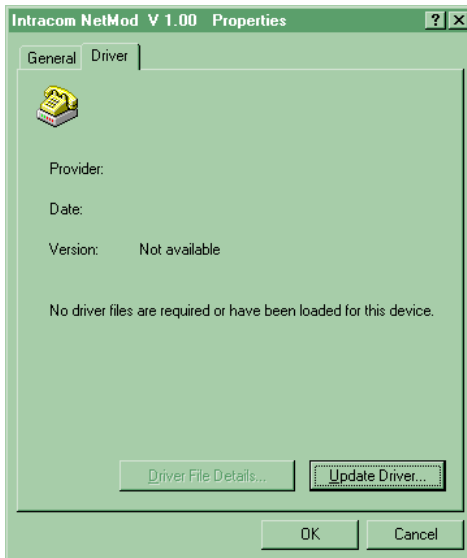 Intracom NetMod V 1.00 Properties
General Driver
Provider:
Date:
Version: Not available
No driver files are required or have been loaded for this device.
Driver File Details... Update Driver...
OK Cancel